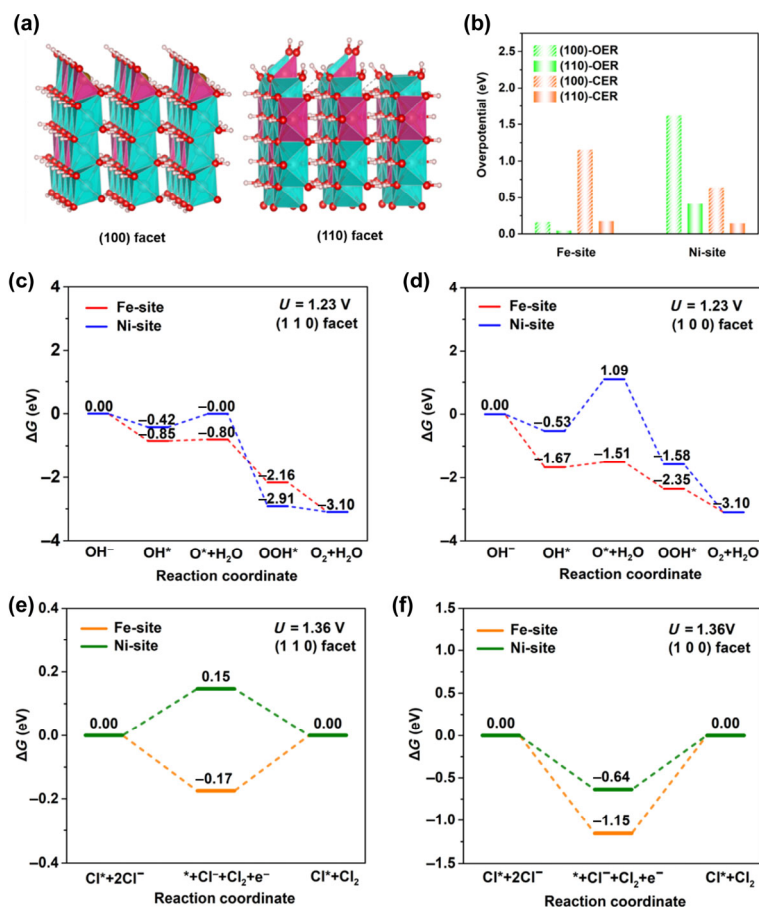 (a)
(100) facet
(110) facet
(b)
Overpotential (eV)
2.5
2.0
1.5
1.0
0.5
0.0
(100)-OER
(110)-OER
(100)-CER
(110)-CER
Fe-site
Ni-site
(c)
ΔG (eV)
4
2
0
−2
−4
Fe-site
Ni-site
U = 1.23 V
(1 1 0) facet
0.00
−0.42
−0.85
−0.00
−0.80
−2.16
−2.91
−3.10
OH⁻
OH*
O*+H₂O
OOH*
O₂+H₂O
Reaction coordinate
(d)
ΔG (eV)
4
2
0
−2
−4
Fe-site
Ni-site
U = 1.23 V
(1 0 0) facet
0.00
−0.53
−1.67
1.09
−1.51
−1.58
−2.35
−3.10
OH⁻
OH*
O*+H₂O
OOH*
O₂+H₂O
Reaction coordinate
(e)
ΔG (eV)
0.4
0.2
0.0
−0.2
−0.4
Fe-site
Ni-site
U = 1.36 V
(1 1 0) facet
0.00
0.15
−0.17
0.00
Cl*+2Cl⁻
*+Cl⁻+Cl₂+e⁻
Cl*+Cl₂
Reaction coordinate
(f)
ΔG (eV)
1.5
1.0
0.5
0.0
−0.5
−1.0
−1.5
Fe-site
Ni-site
U = 1.36V
(1 0 0) facet
0.00
−0.64
−1.15
0.00
Cl*+2Cl⁻
*+Cl⁻+Cl₂+e⁻
Cl*+Cl₂
Reaction coordinate